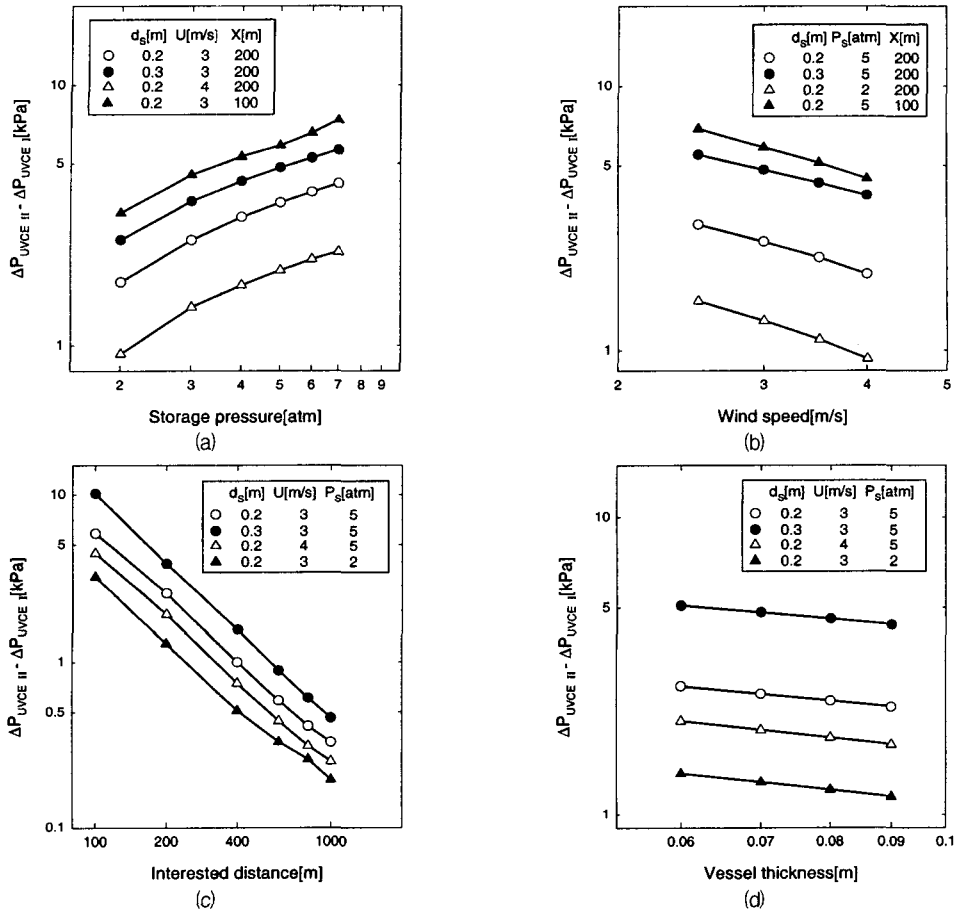 d_S[m] U[m/s] X[m]
0.2 3 200
0.3 3 200
0.2 4 200
0.2 3 100
10
5
1
ΔP_UVCE II - ΔP_UVCE I[kPa]
2 3 4 5 6 7 8 9
Storage pressure[atm]
(a)
d_S[m] P_S[atm] X[m]
0.2 5 200
0.3 5 200
0.2 2 200
0.2 5 100
10
5
1
ΔP_UVCE II - ΔP_UVCE I[kPa]
2 3 4 5
Wind speed[m/s]
(b)
d_S[m] U[m/s] P_S[atm]
0.2 3 5
0.3 3 5
0.2 4 5
0.2 3 2
10
5
1
0.5
0.1
ΔP_UVCE II - ΔP_UVCE I[kPa]
100 200 400 1000
Interested distance[m]
(c)
d_S[m] U[m/s] P_S[atm]
0.2 3 5
0.3 3 5
0.2 4 5
0.2 3 2
10
5
1
ΔP_UVCE II - ΔP_UVCE I[kPa]
0.06 0.07 0.08 0.09 0.1
Vessel thickness[m]
(d)